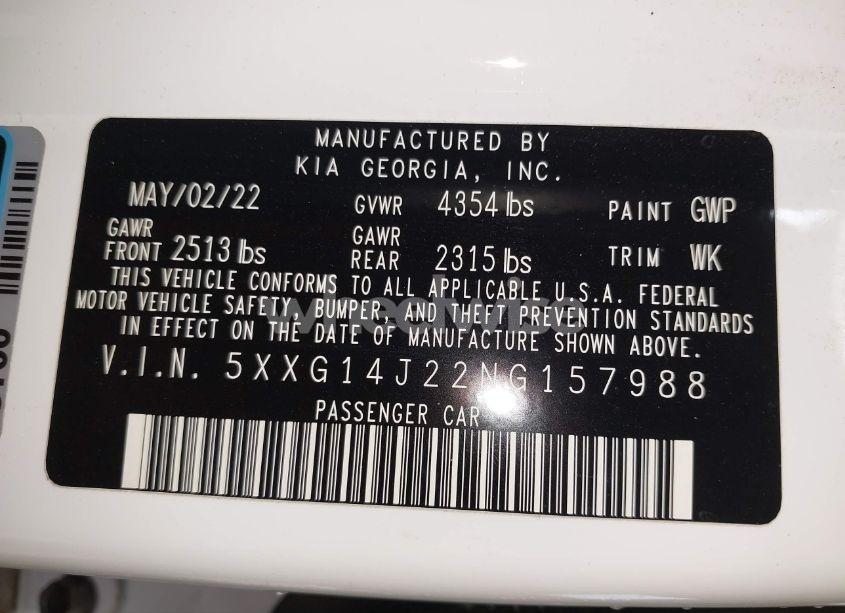 MANUFACTURED BY
KIA GEORGIA, INC.
MAY/02/22 GVWR 4354 lbs PAINT GWP
GAWR FRONT 2513 lbs GAWR REAR 2315 lbs TRIM WK
THIS VEHICLE CONFORMS TO ALL APPLICABLE U.S.A. FEDERAL
MOTOR VEHICLE SAFETY, BUMPER, AND THEFT PREVENTION STANDARDS
IN EFFECT ON THE DATE OF MANUFACTURE SHOWN ABOVE.
V.I.N. 5XXG14J22NG157988
PASSENGER CAR